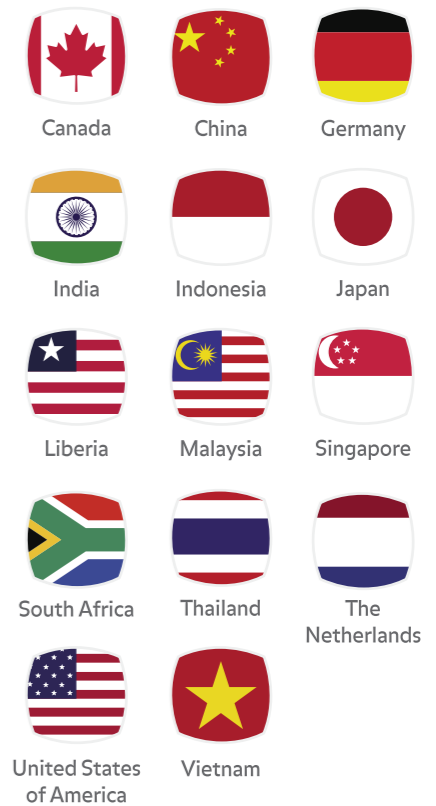 Canada
China
Germany
India
Indonesia
Japan
Liberia
Malaysia
Singapore
South Africa
Thailand
The
Netherlands
United States
of America
Vietnam